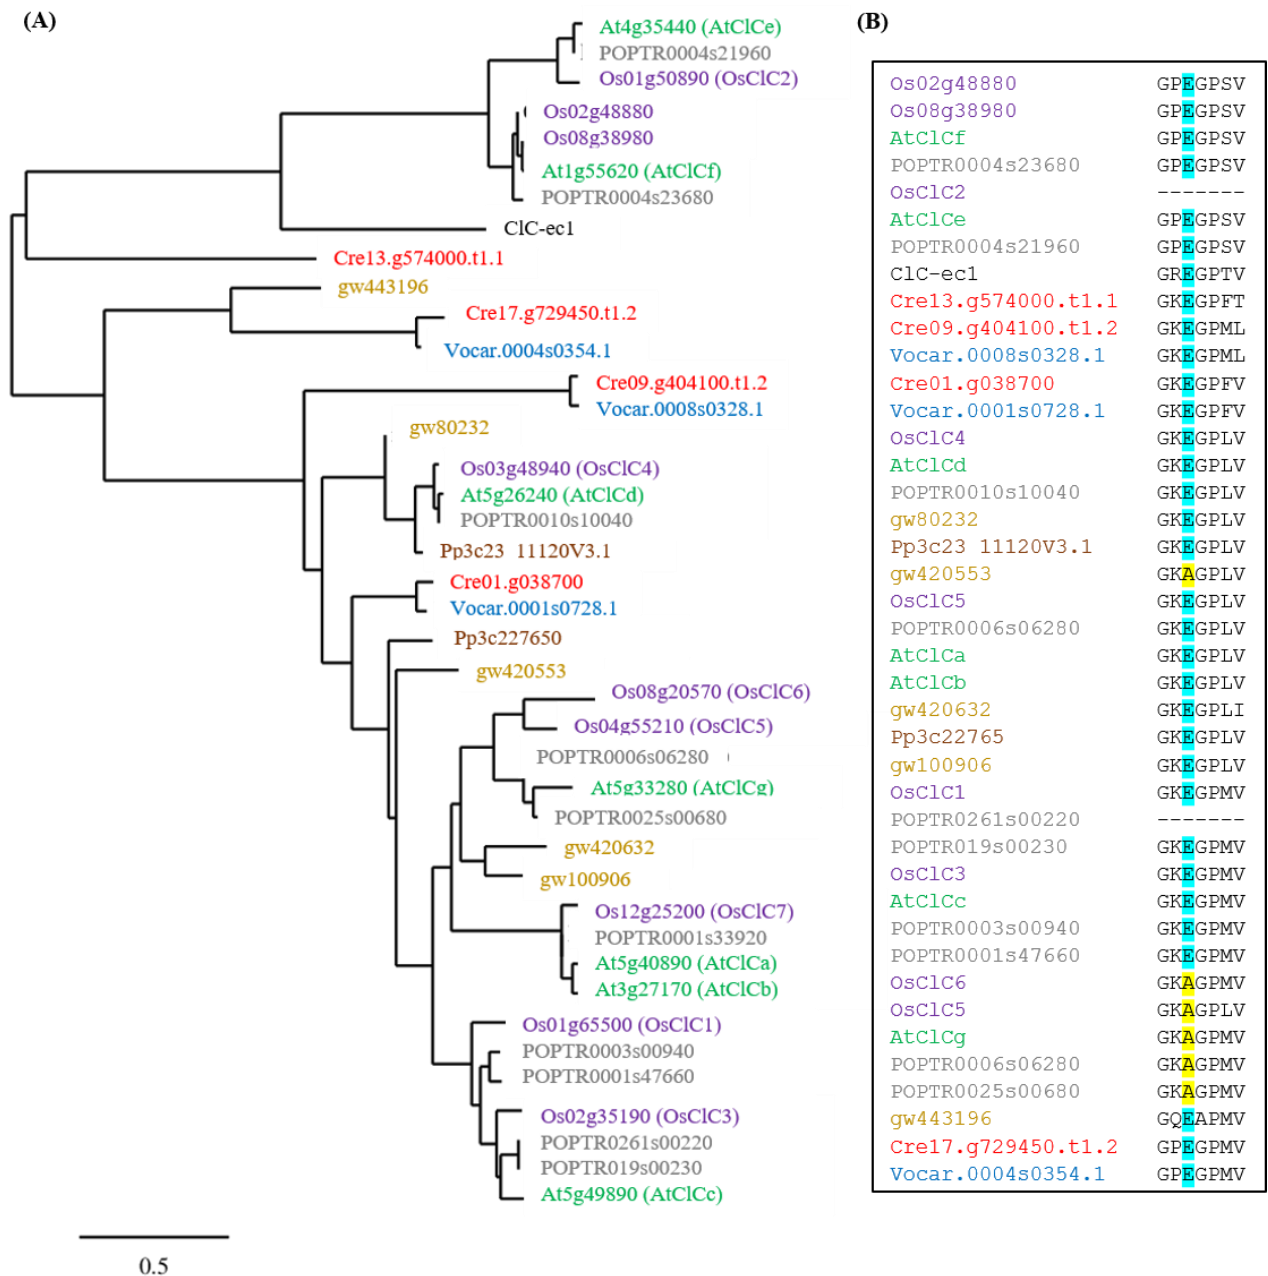 (A)
At4g35440 (AtClCe)
POPTR0004s21960
Os01g50890 (OsClC2)
Os02g48880
Os08g38980
At1g55620 (AtClCf)
POPTR0004s23680
ClC-ec1
Cre13.g574000.t1.1
gw443196
Cre17.g729450.t1.2
Vocar.0004s0354.1
Cre09.g404100.t1.2
Vocar.0008s0328.1
gw80232
Os03g48940 (OsClC4)
At5g26240 (AtClCd)
POPTR0010s10040
Pp3c23 11120V3.1
Cre01.g038700
Vocar.0001s0728.1
Pp3c227650
gw420553
Os08g20570 (OsClC6)
Os04g55210 (OsClC5)
POPTR0006s06280
At5g33280 (AtClCg)
POPTR0025s00680
gw420632
gw100906
Os12g25200 (OsClC7)
POPTR0001s33920
At5g40890 (AtClCa)
At3g27170 (AtClCb)
Os01g65500 (OsClC1)
POPTR0003s00940
POPTR0001s47660
Os02g35190 (OsClC3)
POPTR0261s00220
POPTR019s00230
At5g49890 (AtClCc)
0.5
(B)
Os02g48880 GPEGPSV
Os08g38980 GPEGPSV
AtClCf GPEGPSV
POPTR0004s23680 GPEGPSV
OsClC2 -------
AtClCe GPEGPSV
POPTR0004s21960 GPEGPSV
ClC-ec1 GREGPTV
Cre13.g574000.t1.1 GKEGPFT
Cre09.g404100.t1.2 GKEGPML
Vocar.0008s0328.1 GKEGPML
Cre01.g038700 GKEGPFV
Vocar.0001s0728.1 GKEGPFV
OsClC4 GKEGPLV
AtClCd GKEGPLV
POPTR0010s10040 GKEGPLV
gw80232 GKEGPLV
Pp3c23 11120V3.1 GKEGPLV
gw420553 GKAGPLV
OsClC5 GKEGPLV
POPTR0006s06280 GKEGPLV
AtClCa GKEGPLV
AtClCb GKEGPLV
gw420632 GKEGPLI
Pp3c22765 GKEGPLV
gw100906 GKEGPLV
OsClC1 GKEGPMV
POPTR0261s00220 -------
POPTR019s00230 GKEGPMV
OsClC3 GKEGPMV
AtClCc GKEGPMV
POPTR0003s00940 GKEGPMV
POPTR0001s47660 GKEGPMV
OsClC6 GKAGPMV
OsClC5 GKAGPLV
AtClCg GKAGPMV
POPTR0006s06280 GKAGPMV
POPTR0025s00680 GKAGPMV
gw443196 GQEAPMV
Cre17.g729450.t1.2 GPEGPMV
Vocar.0004s0354.1 GPEGPMV